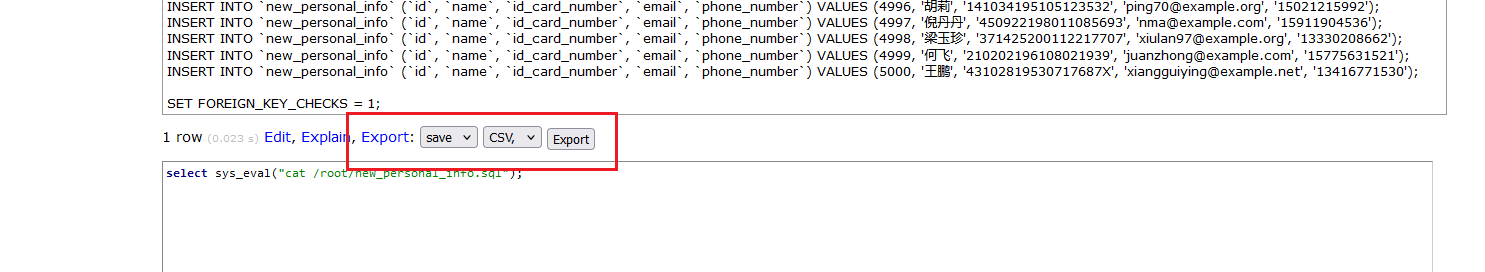 INSERT INTO `new_personal_info` (`id`, `name`, `id_card_number`, `email`, `phone_number`) VALUES (4996, '胡莉', '141034195105123532', 'ping70@example.org', '15021215992');
INSERT INTO `new_personal_info` (`id`, `name`, `id_card_number`, `email`, `phone_number`) VALUES (4997, '倪丹丹', '450922198011085693', 'nma@example.com', '15911904536');
INSERT INTO `new_personal_info` (`id`, `name`, `id_card_number`, `email`, `phone_number`) VALUES (4998, '梁玉珍', '371425200112217707', 'xiulan97@example.org', '13330208662');
INSERT INTO `new_personal_info` (`id`, `name`, `id_card_number`, `email`, `phone_number`) VALUES (4999, '何飞', '210202196108021939', 'juanzhong@example.com', '15775631521');
INSERT INTO `new_personal_info` (`id`, `name`, `id_card_number`, `email`, `phone_number`) VALUES (5000, '王鹏', '43102819530717687X', 'xiangguiying@example.net', '13416771530');
SET FOREIGN_KEY_CHECKS = 1;
1 row (0.023 s) Edit, Explain, Export: save CSV, Export
select sys_eval("cat /root/new_personal_info.sql");